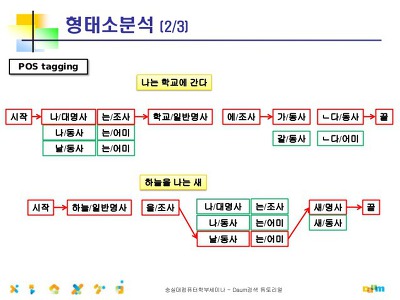 형태소분석 (2/3)
POS tagging
나는 학교에 간다
시작 나/대명사 는/조사 학교/일반명사 에/조사 가/동사 ㄴ다/동사 끝
나/동사 는/어미 갈/동사 ㄴ다/어미
날/동사 는/어미
하늘을 나는 새
시작 하늘/일반명사 을/조사 나/대명사 는/조사 새/명사 끝
나/동사 는/어미 새/동사
날/동사 는/어미
숭실대컴퓨터학부세미나 - Daum검색 튜토리얼